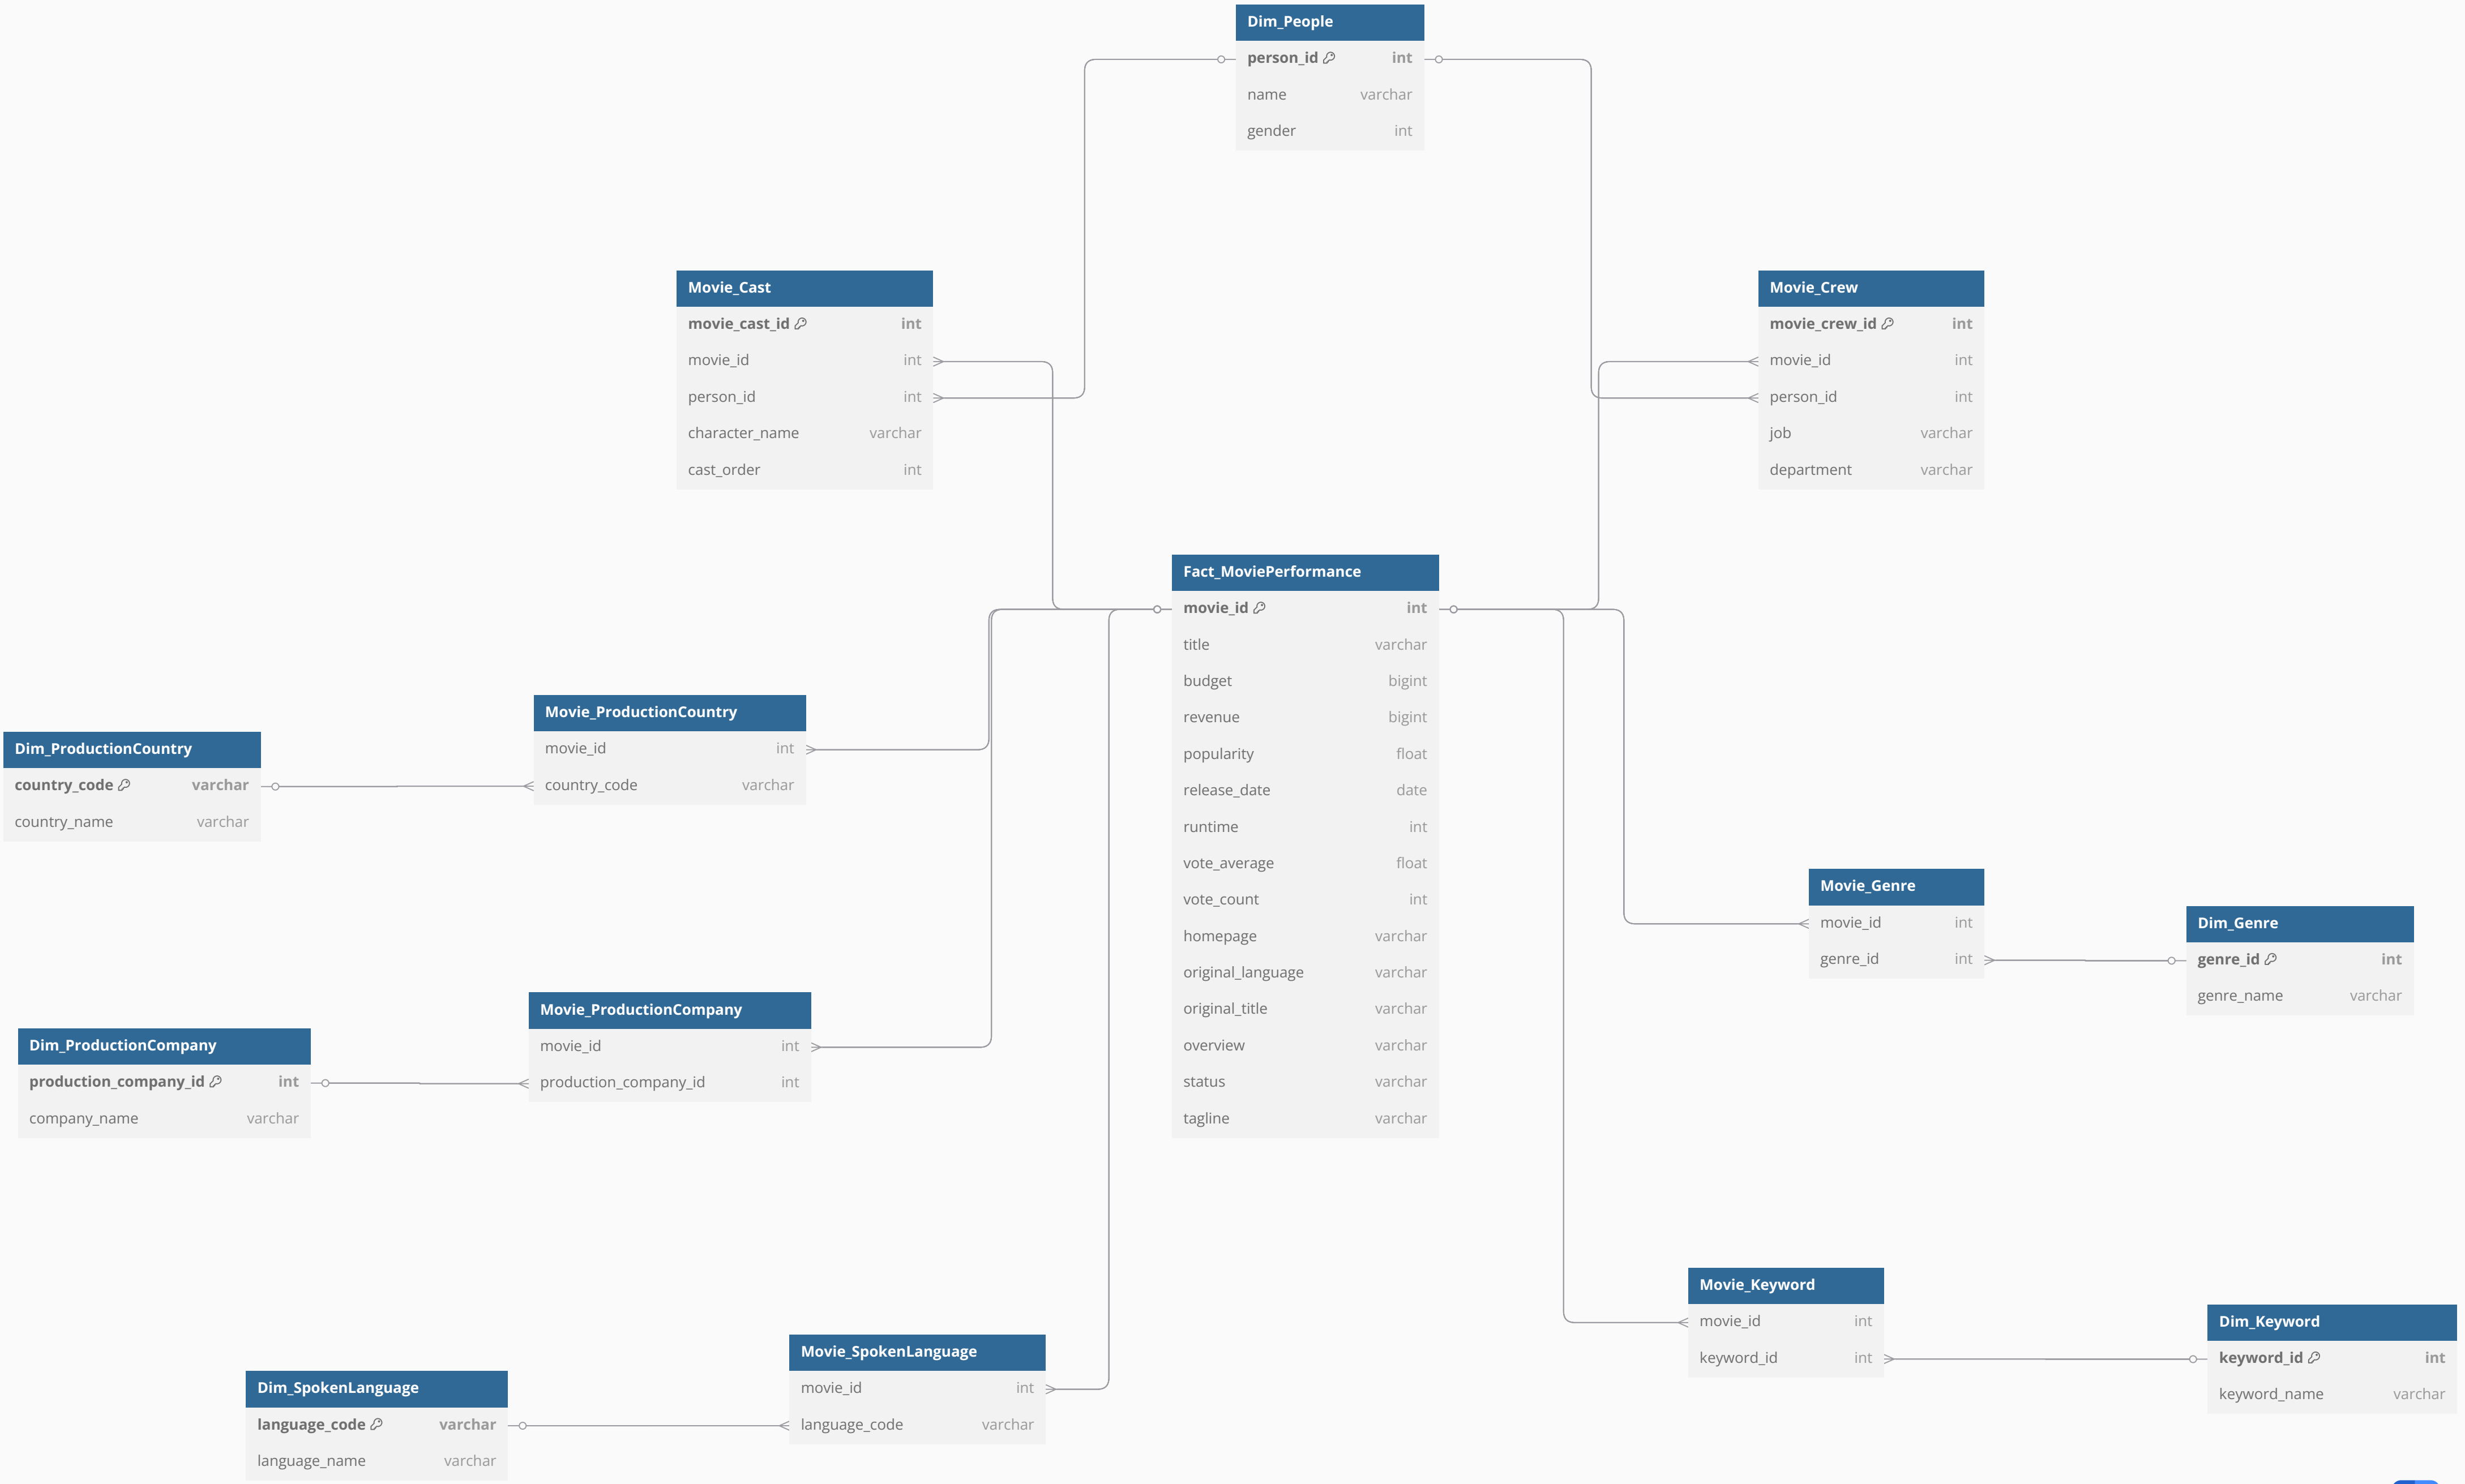 Dim_People
person_id int
name varchar
gender int
Movie_Cast
movie_cast_id int
movie_id int
person_id int
character_name varchar
cast_order int
Movie_Crew
movie_crew_id int
movie_id int
person_id int
job varchar
department varchar
Fact_MoviePerformance
movie_id int
title varchar
budget bigint
revenue bigint
popularity float
release_date date
runtime int
vote_average float
vote_count int
homepage varchar
original_language varchar
original_title varchar
overview varchar
status varchar
tagline varchar
Movie_ProductionCountry
movie_id int
country_code varchar
Dim_ProductionCountry
country_code varchar
country_name varchar
Movie_Genre
movie_id int
genre_id int
Dim_Genre
genre_id int
genre_name varchar
Movie_ProductionCompany
movie_id int
production_company_id int
Dim_ProductionCompany
production_company_id int
company_name varchar
Movie_Keyword
movie_id int
keyword_id int
Dim_Keyword
keyword_id int
keyword_name varchar
Movie_SpokenLanguage
movie_id int
language_code varchar
Dim_SpokenLanguage
language_code varchar
language_name varchar